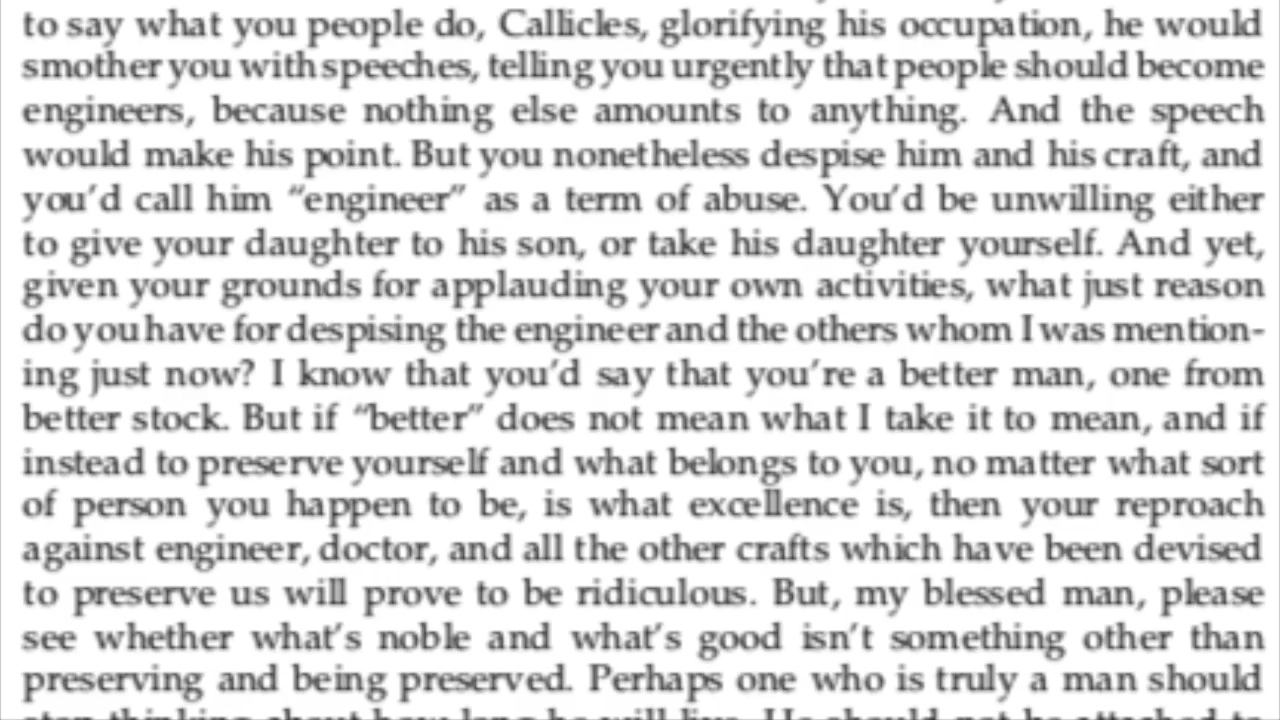 to say what you people do, Callicles, glorifying his occupation, he would
smother you with speeches, telling you urgently that people should become
engineers, because nothing else amounts to anything. And the speech
would make his point. But you nonetheless despise him and his craft, and
you’d call him “engineer” as a term of abuse. You’d be unwilling either
to give your daughter to his son, or take his daughter yourself. And yet,
given your grounds for applauding your own activities, what just reason
do you have for despising the engineer and the others whom I was mention-
ing just now? I know that you’d say that you’re a better man, one from
better stock. But if “better” does not mean what I take it to mean, and if
instead to preserve yourself and what belongs to you, no matter what sort
of person you happen to be, is what excellence is, then your reproach
against engineer, doctor, and all the other crafts which have been devised
to preserve us will prove to be ridiculous. But, my blessed man, please
see whether what’s noble and what’s good isn’t something other than
preserving and being preserved. Perhaps one who is truly a man should